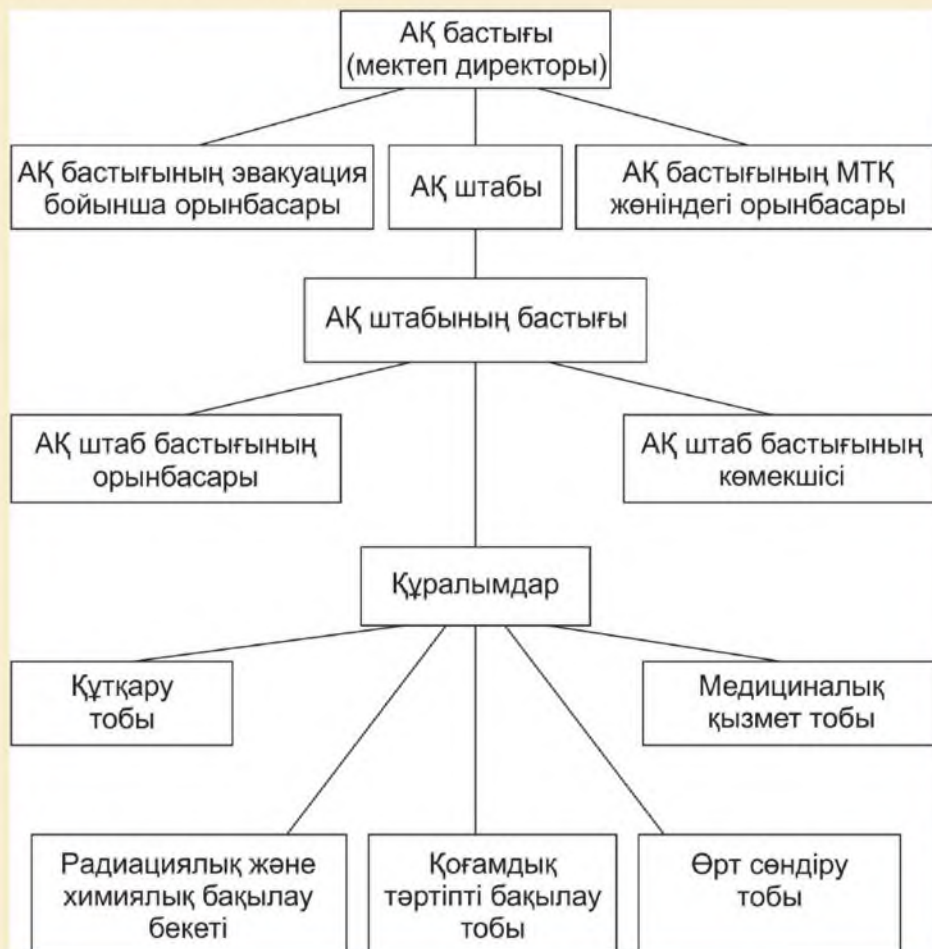 АҚ бастығы
(мектеп директоры)
АҚ бастығының эвакуация
бойынша орынбасары
АҚ штабы
АҚ бастығының МТҚ
жөніндегі орынбасары
АҚ штабының бастығы
АҚ штаб бастығының
орынбасары
АҚ штаб бастығының
көмекшісі
Құралымдар
Құтқару
тобы
Медициналық
қызмет тобы
Радиациялық және
химиялық бақылау
бекеті
Қоғамдық
тәртіпті бақылау
тобы
Өрт сөндіру
тобы